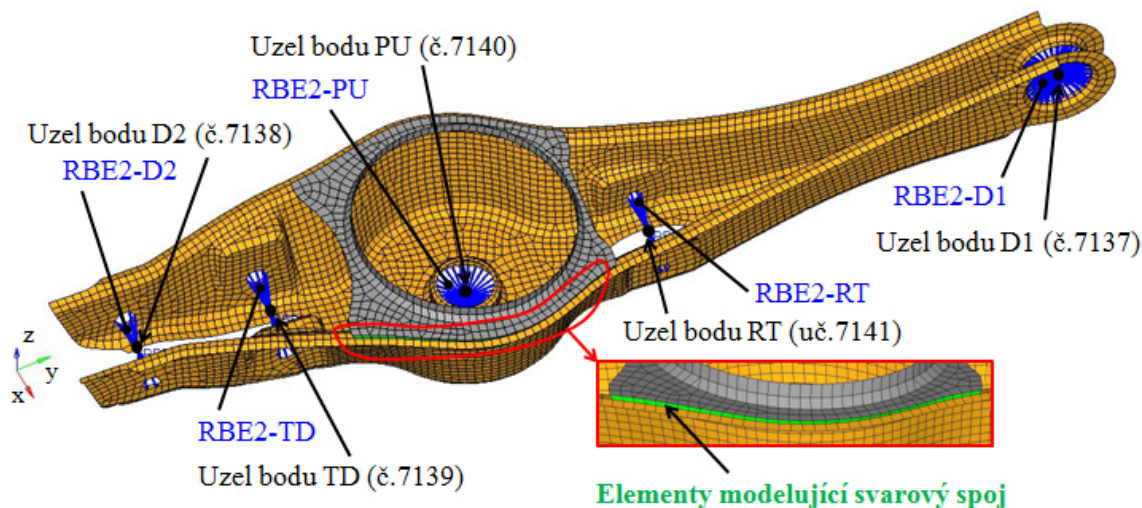 Uzel bodu PU (č.7140)
RBE2-PU
Uzel bodu D2 (č.7138)
RBE2-D2
RBE2-D1
Uzel bodu D1 (č.7137)
RBE2-RT
Uzel bodu RT (uč.7141)
z
y
x
RBE2-TD
Uzel bodu TD (č.7139)
Elementy modelující svarový spoj